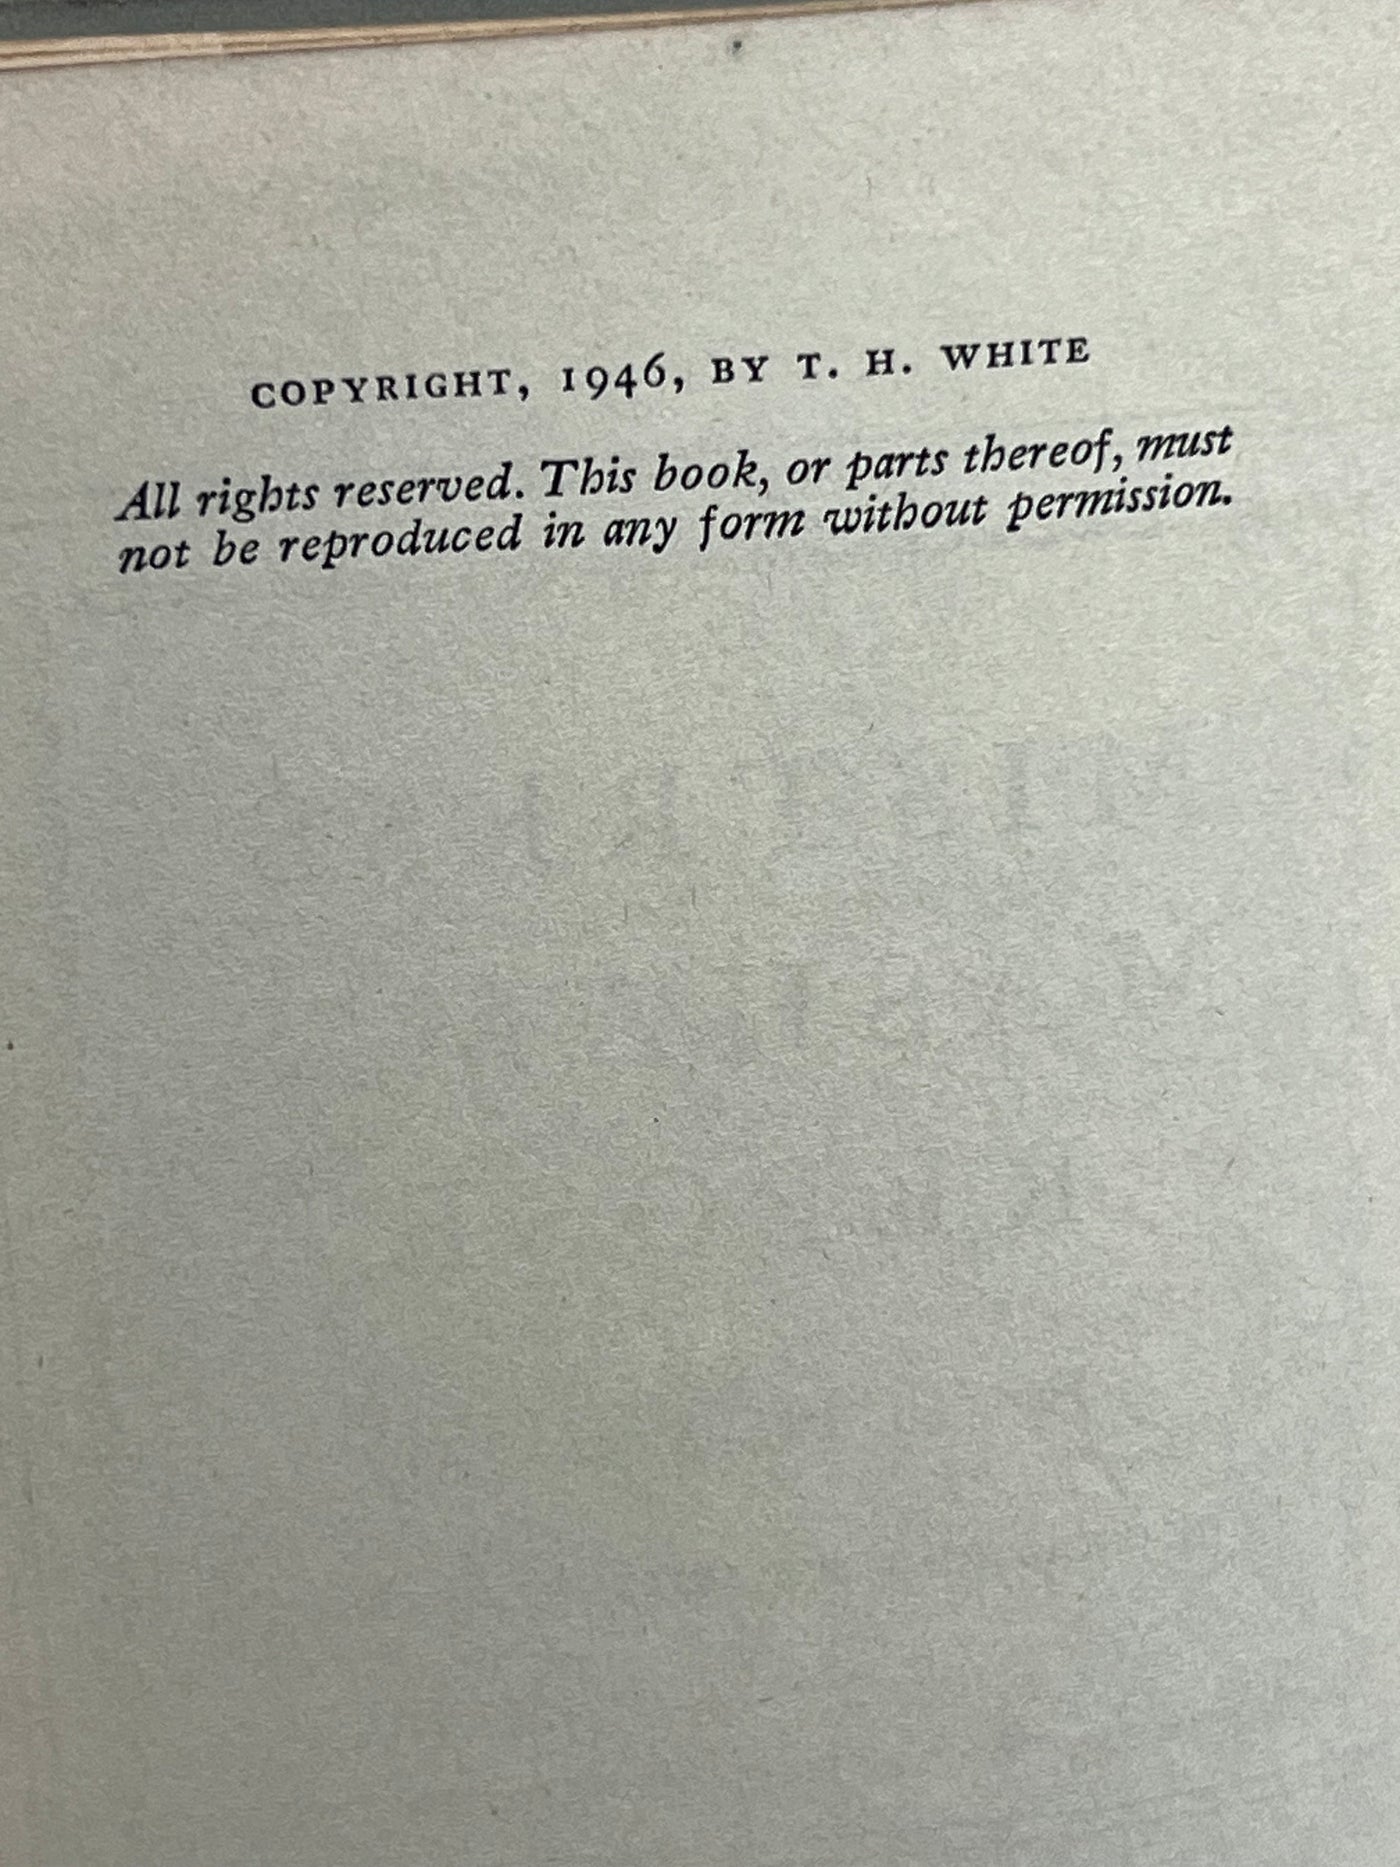 COPYRIGHT, 1946, BY T. H. WHITE
All rights reserved. This book, or parts thereof, must
not be reproduced in any form without permission.